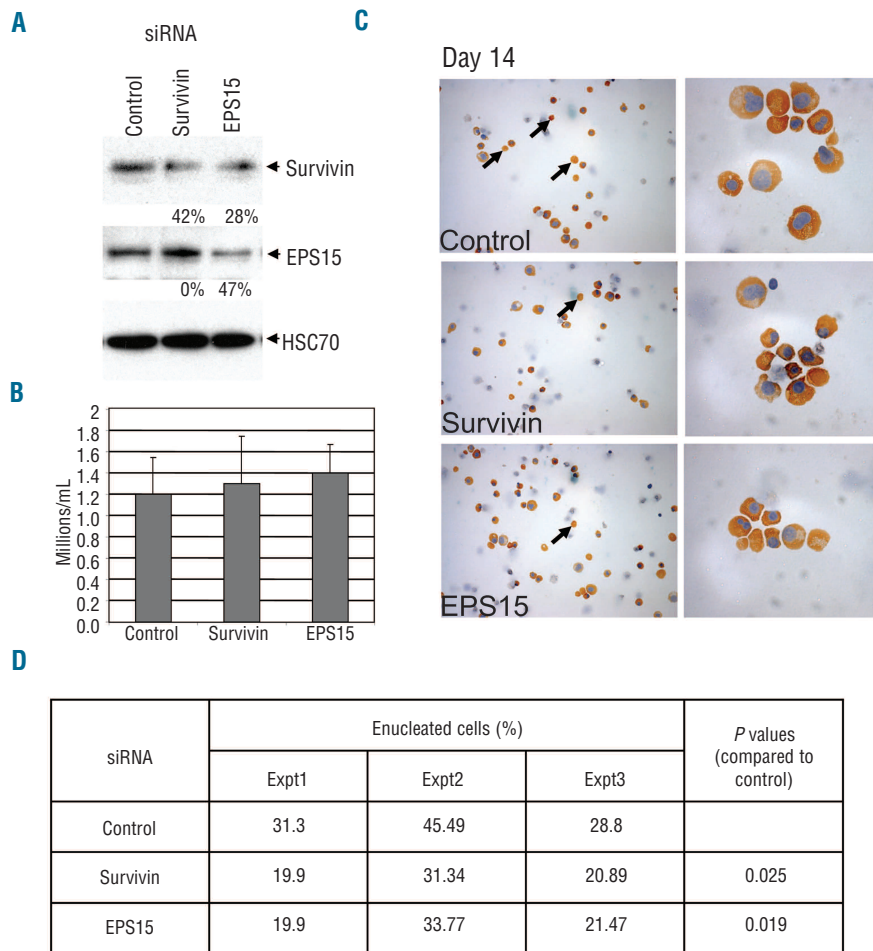 A
siRNA
Control Survivin EPS15
Survivin
42% 28%
EPS15
0% 47%
HSC70
B
2
1.8
1.6
1.4
1.2
1.0
0.8
0.6
0.4
0.2
0.0
Millions/mL
Control Survivin EPS15
C
Day 14
Control
Survivin
EPS15
D
siRNA Enucleated cells (%) P values (compared to control)
Expt1 Expt2 Expt3
Control 31.3 45.49 28.8
Survivin 19.9 31.34 20.89 0.025
EPS15 19.9 33.77 21.47 0.019